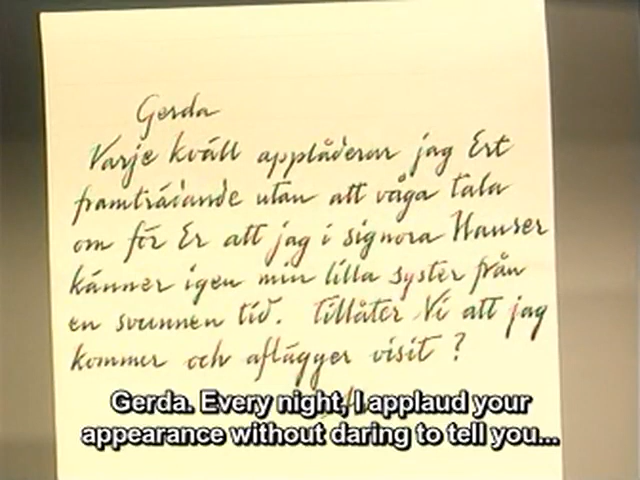 Gerda
Varje kväll applåderar jag Ert
framträdande utan att våga tala
om för Er att jag i signora Hauser
känner igen min lilla syster från
en svunnen tid. Tillåter Ni att jag
kommer och aflägger visit?
Gerda. Every night, I applaud your
appearance without daring to tell you...